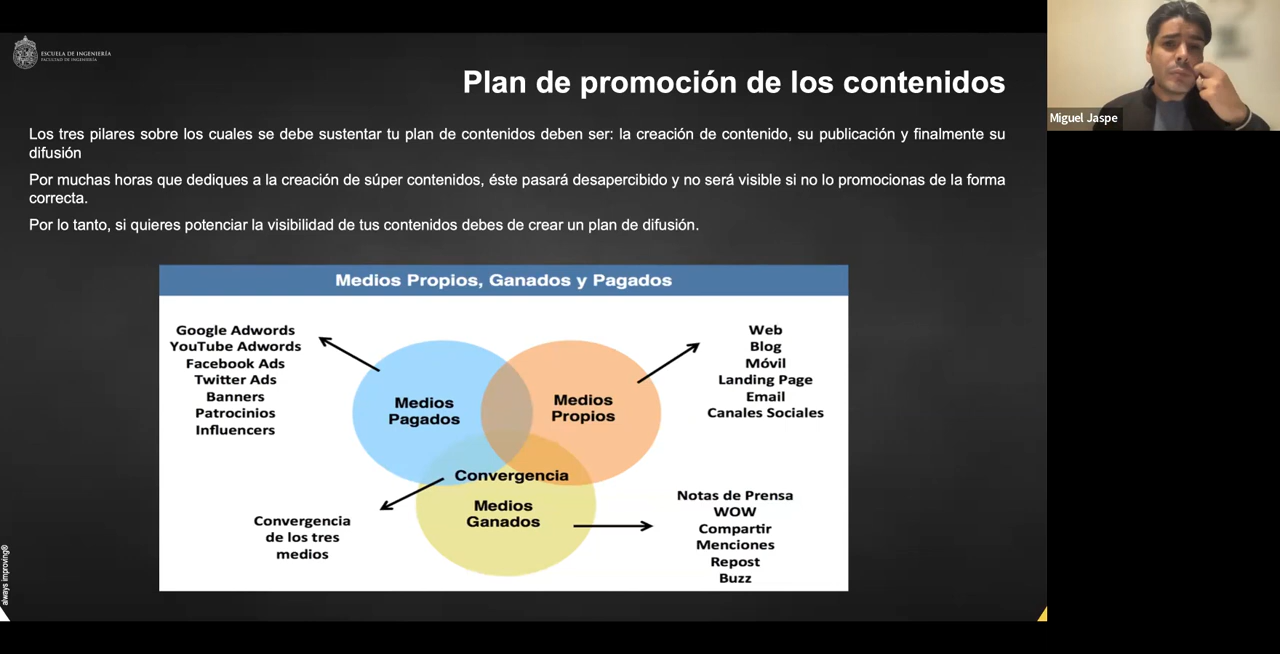 ESCUELA DE INGENIERÍA
FACULTAD DE INGENIERÍA
Plan de promoción de los contenidos
Miguel Jaspe
Los tres pilares sobre los cuales se debe sustentar tu plan de contenidos deben ser: la creación de contenido, su publicación y finalmente su
difusión
Por muchas horas que dediques a la creación de súper contenidos, éste pasará desapercibido y no será visible si no lo promocionas de la forma
correcta.
Por lo tanto, si quieres potenciar la visibilidad de tus contenidos debes de crear un plan de difusión.
Medios Propios, Ganados y Pagados
Google Adwords
YouTube Adwords
Facebook Ads
Twitter Ads
Banners
Patrocinios
Influencers
Medios
Pagados
Medios
Propios
Web
Blog
Móvil
Landing Page
Email
Canales Sociales
Convergencia
Medios
Ganados
Convergencia
de los tres
medios
Notas de Prensa
WOW
Compartir
Menciones
Repost
Buzz
always improving®